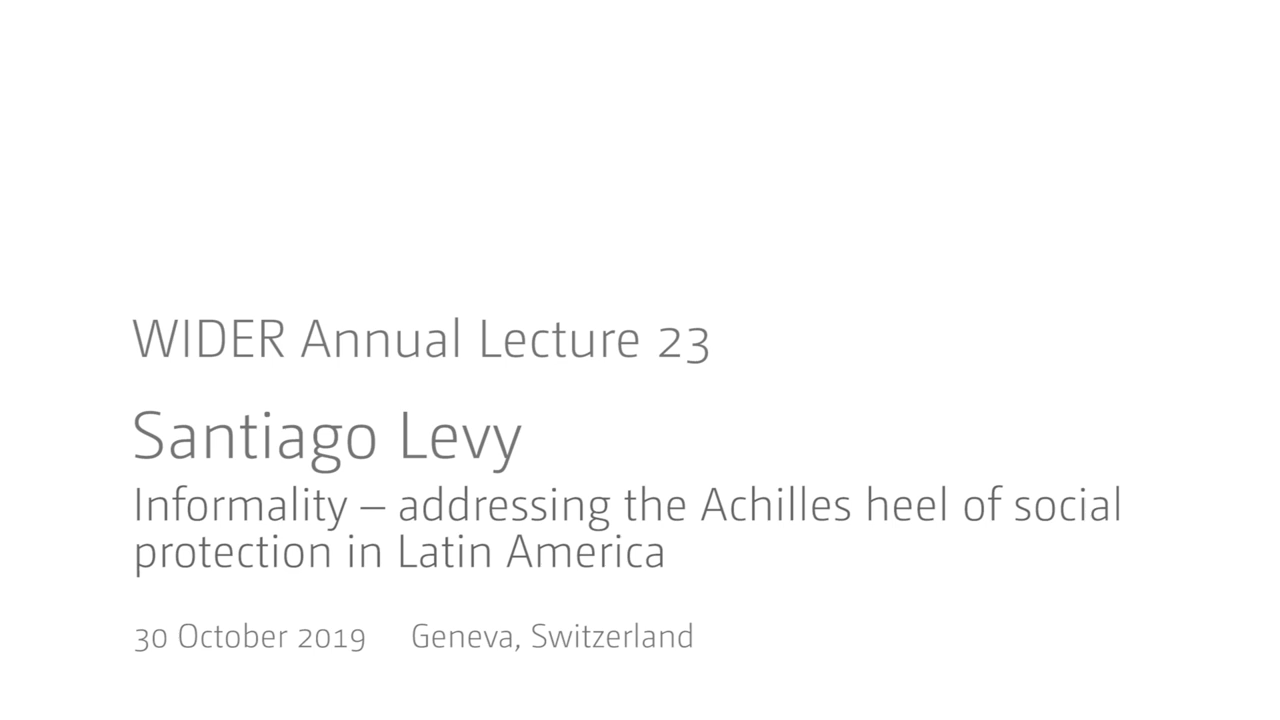 WIDER Annual Lecture 23
Santiago Levy
Informality – addressing the Achilles heel of social
protection in Latin America
30 October 2019 Geneva, Switzerland